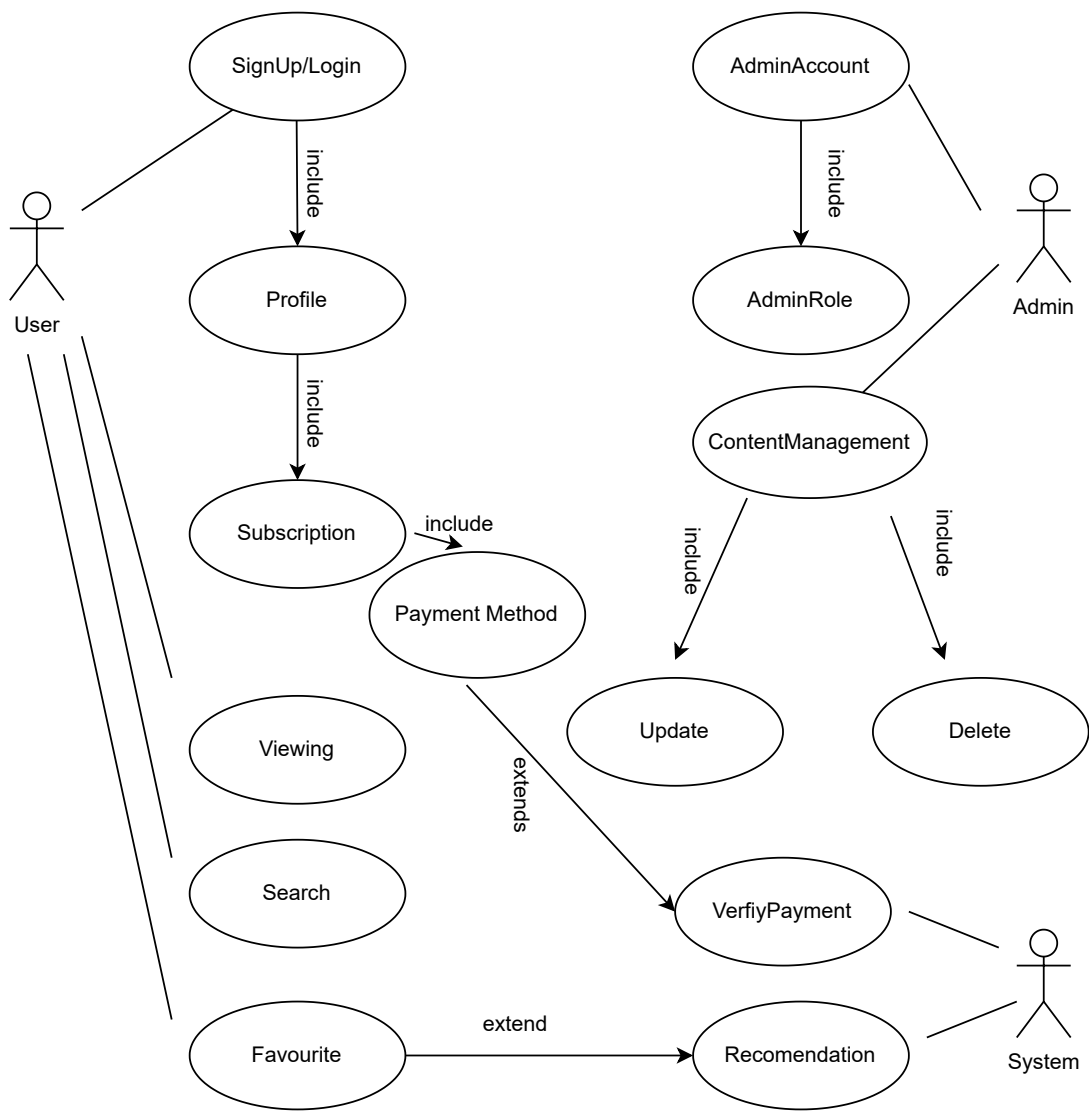 SignUp/Login
AdminAccount
include
include
User
Profile
AdminRole
Admin
include
ContentManagement
Subscription
include
include
include
Payment Method
Viewing
Update
Delete
extends
Search
VerfiyPayment
Favourite
extend
Recomendation
System